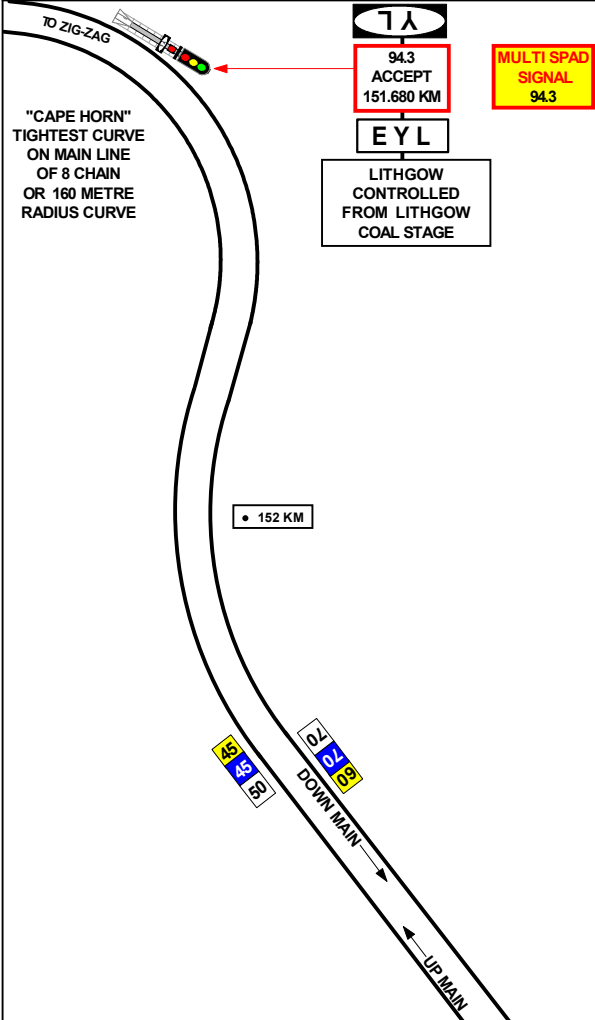 TO ZIG-ZAG
YL
94.3
ACCEPT
151.680 KM
MULTI SPAD
SIGNAL
94.3
"CAPE HORN"
TIGHTEST CURVE
ON MAIN LINE
OF 8 CHAIN
OR 160 METRE
RADIUS CURVE
EYL
LITHGOW
CONTROLLED
FROM LITHGOW
COAL STAGE
• 152 KM
45
45
50
70
70
60
DOWN MAIN
UP MAIN